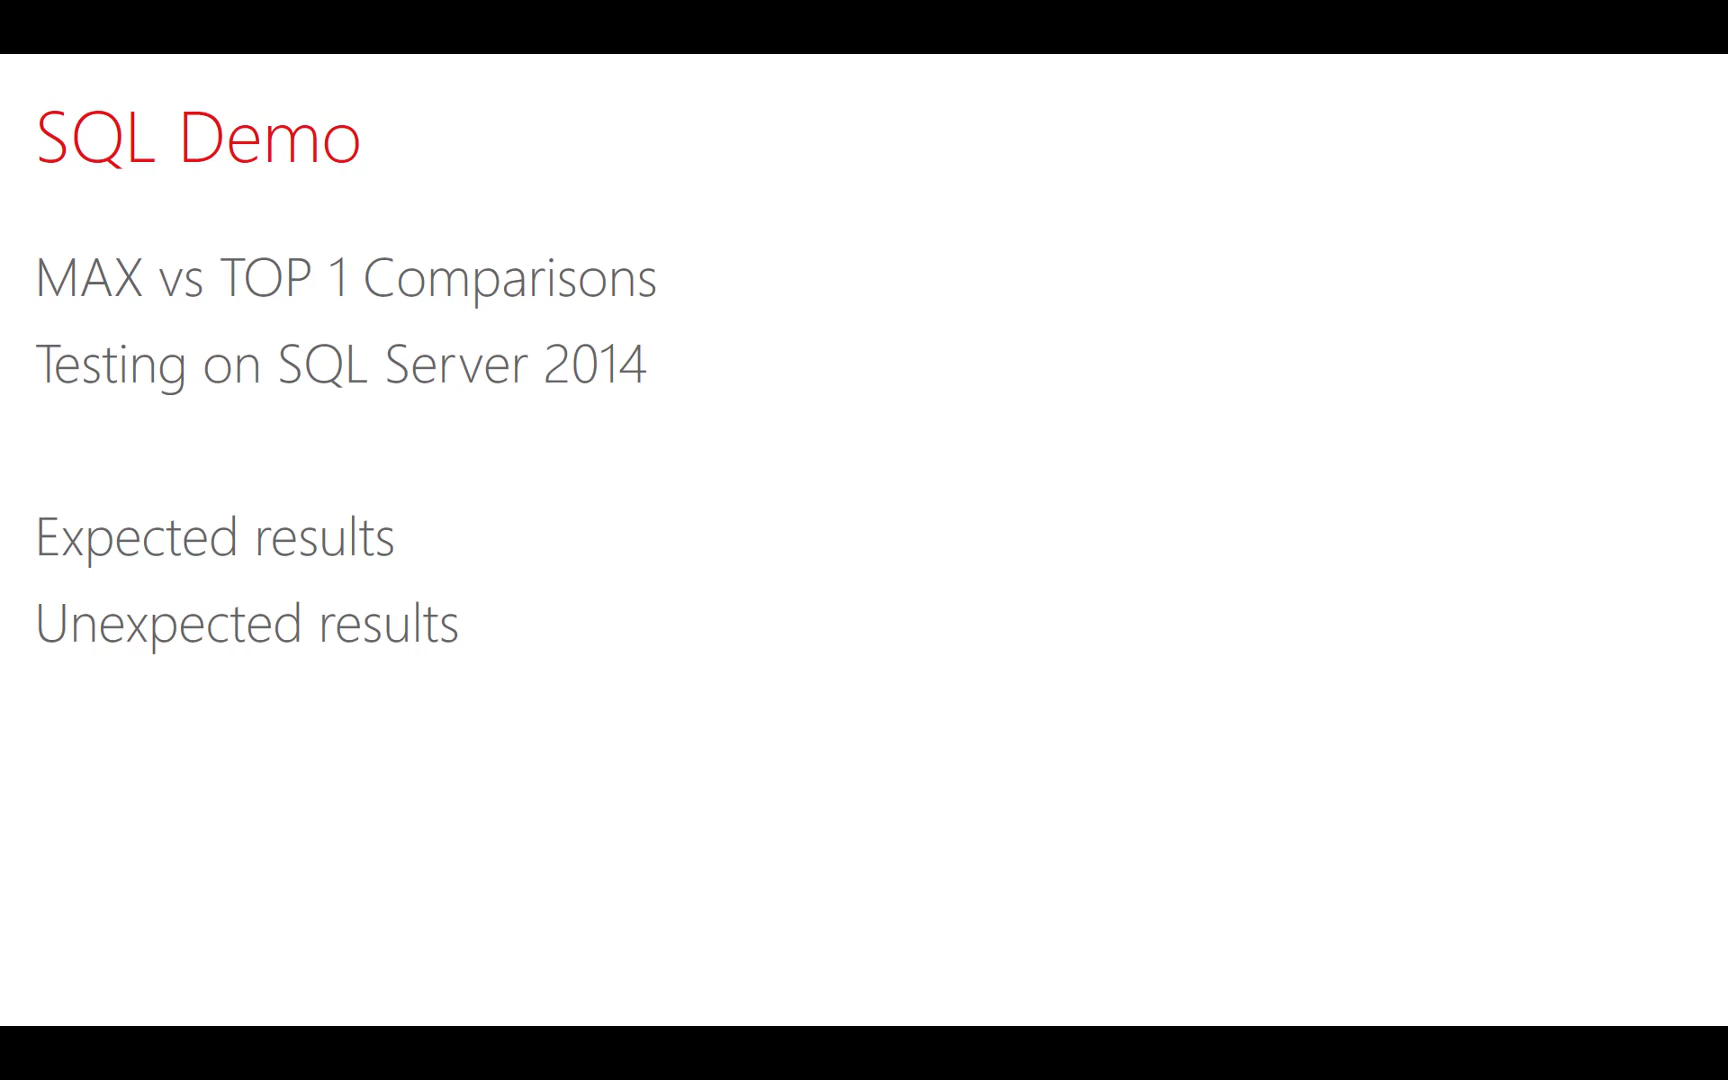 SQL Demo
MAX vs TOP 1 Comparisons
Testing on SQL Server 2014
Expected results
Unexpected results